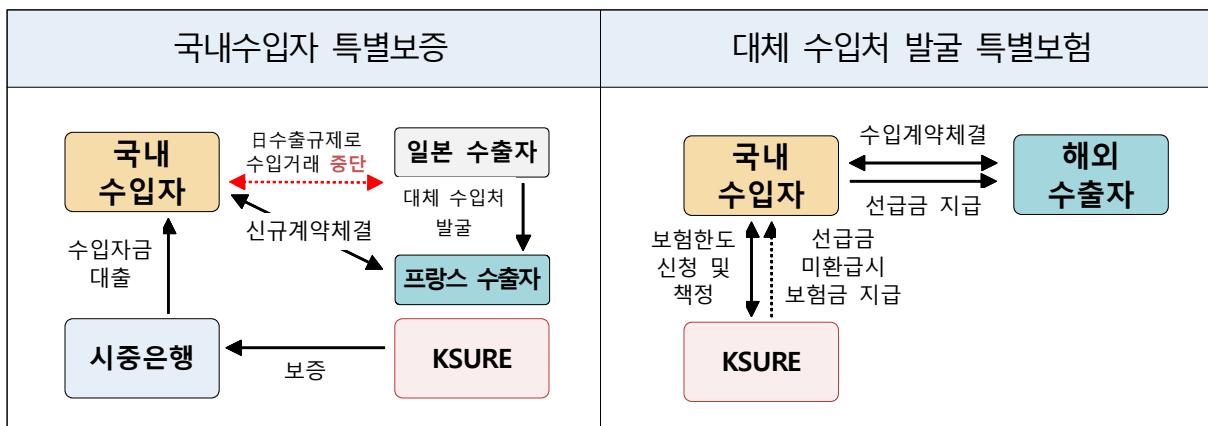 국내수입자 특별보증
국내
수입자
日수출규제로
수입거래 중단
일본 수출자
대체 수입처
발굴
신규계약체결
프랑스 수출자
수입자금
대출
시중은행
보증
KSURE
대체 수입처 발굴 특별보험
국내
수입자
수입계약체결
선급금 지급
해외
수출자
보험한도
신청 및
책정
선급금
미환급시
보험금 지급
KSURE